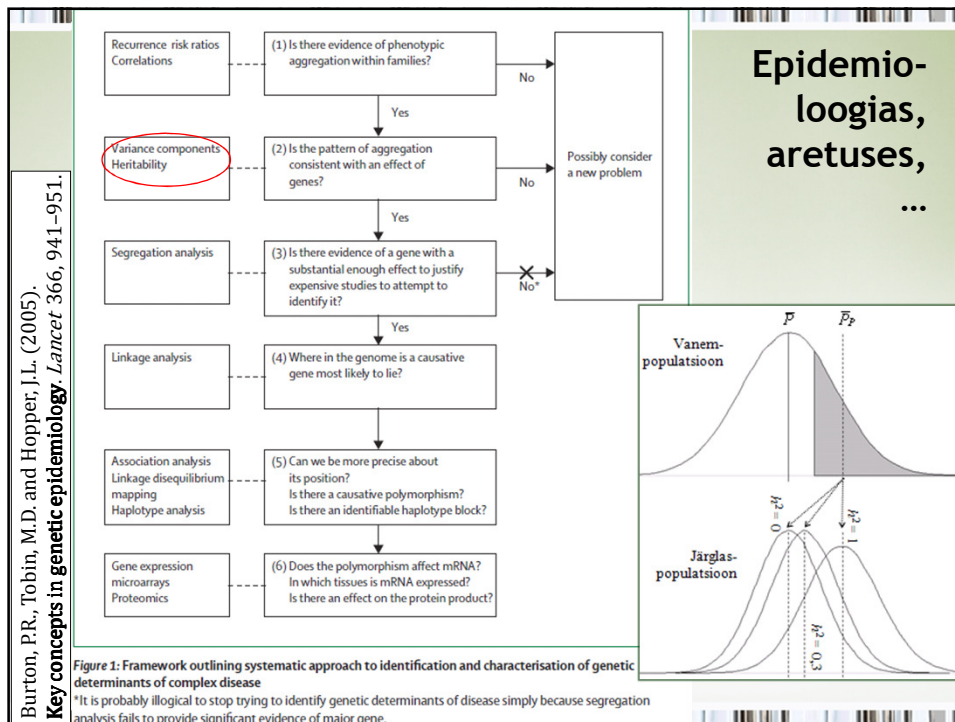 Epidemio-
loogias,
aretuses,
...
Recurrence risk ratios
Correlations
(1) Is there evidence of phenotypic
aggregation within families?
No
Yes
Variance components
Heritability
(2) Is the pattern of aggregation
consistent with an effect of
genes?
No
Possibly consider
a new problem
Yes
Segregation analysis
(3) Is there evidence of a gene with a
substantial enough effect to justify
expensive studies to attempt to
identify it?
No*
Yes
Linkage analysis
(4) Where in the genome is a causative
gene most likely to lie?
Association analysis
Linkage disequilibrium
mapping
Haplotype analysis
(5) Can we be more precise about
its position?
Is there a causative polymorphism?
Is there an identifiable haplotype block?
Gene expression
microarrays
Proteomics
(6) Does the polymorphism affect mRNA?
In which tissues is mRNA expressed?
Is there an effect on the protein product?
Figure 1: Framework outlining systematic approach to identification and characterisation of genetic
determinants of complex disease
*It is probably illogical to stop trying to identify genetic determinants of disease simply because segregation
analysis fails to provide significant evidence of major gene.
Burton, P.R., Tobin, M.D. and Hopper, J.L. (2005).
Key concepts in genetic epidemiology. Lancet 366, 941–951.
P̅ p̅_P
Vanem-
populatsioon
h² = 0
h² = 1
Järglas-
populatsioon
h² = 0,3